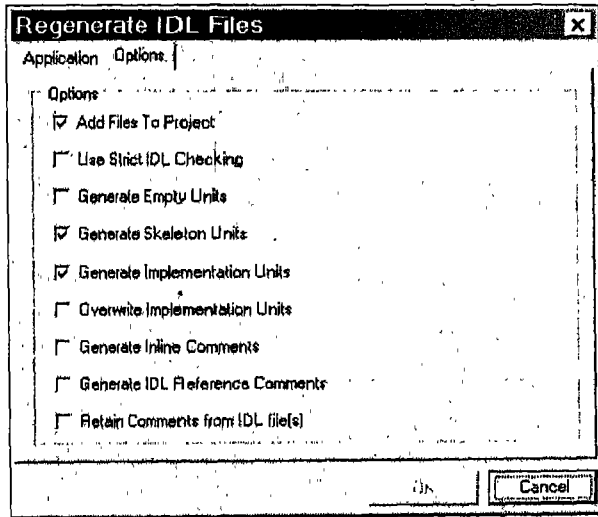 Regenerate IDL Files
Application Options
Options
Add Files To Project
Use Strict IDL Checking
Generate Empty Units
Generate Skeleton Units
Generate Implementation Units
Overwrite Implementation Units
Generate Inline Comments
Generate IDL Reference Comments
Retain Comments from IDL file(s)
Cancel